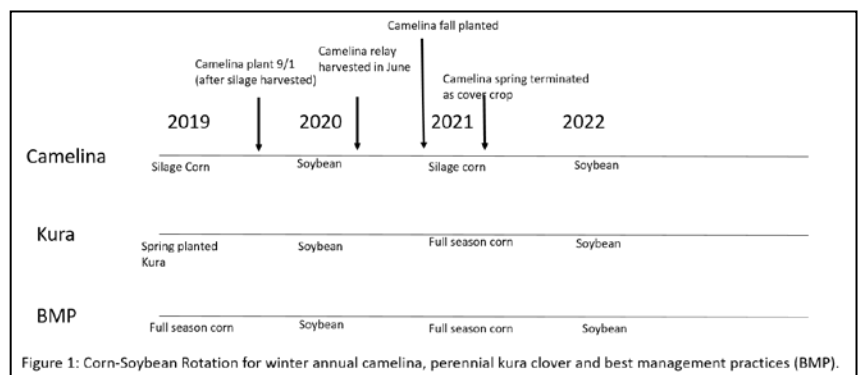 Camelina fall planted
Camelina relay
harvested in June
Camelina plant 9/1
(after silage harvested)
Camelina spring terminated
as cover crop
2019 2020 2021 2022
Camelina
Silage Corn Soybean Silage corn Soybean
Kura
Spring planted
Kura
Soybean Full season corn Soybean
BMP
Full season corn Soybean Full season corn Soybean
Figure 1: Corn-Soybean Rotation for winter annual camelina, perennial kura clover and best management practices (BMP).